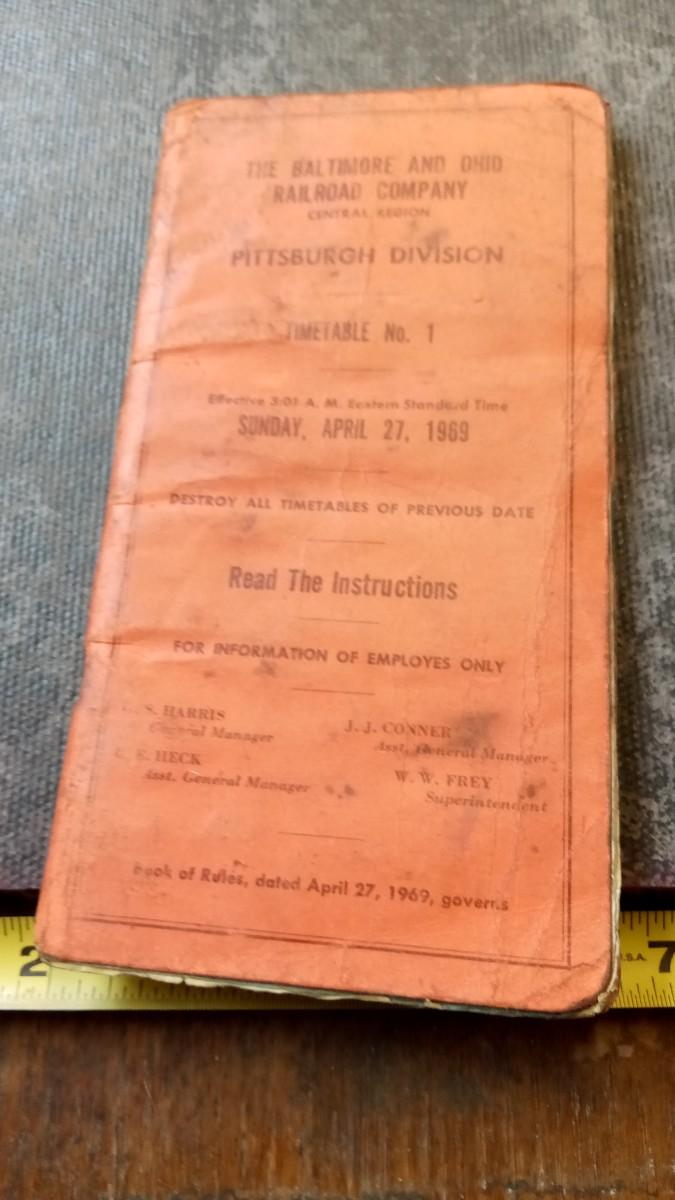 THE BALTIMORE AND OHIO
RAILROAD COMPANY
CENTRAL REGION
PITTSBURGH DIVISION
TIMETABLE No. 1
Effective 3:01 A. M. Eastern Standard Time
SUNDAY, APRIL 27, 1969
DESTROY ALL TIMETABLES OF PREVIOUS DATE
Read The Instructions
FOR INFORMATION OF EMPLOYES ONLY
S. HARRIS
General Manager
J. J. CONNER
Asst. General Manager
E. HECK
Asst. General Manager
W. W. FREY
Superintendent
Book of Rules, dated April 27, 1969, governs
2
U.S.A.
7